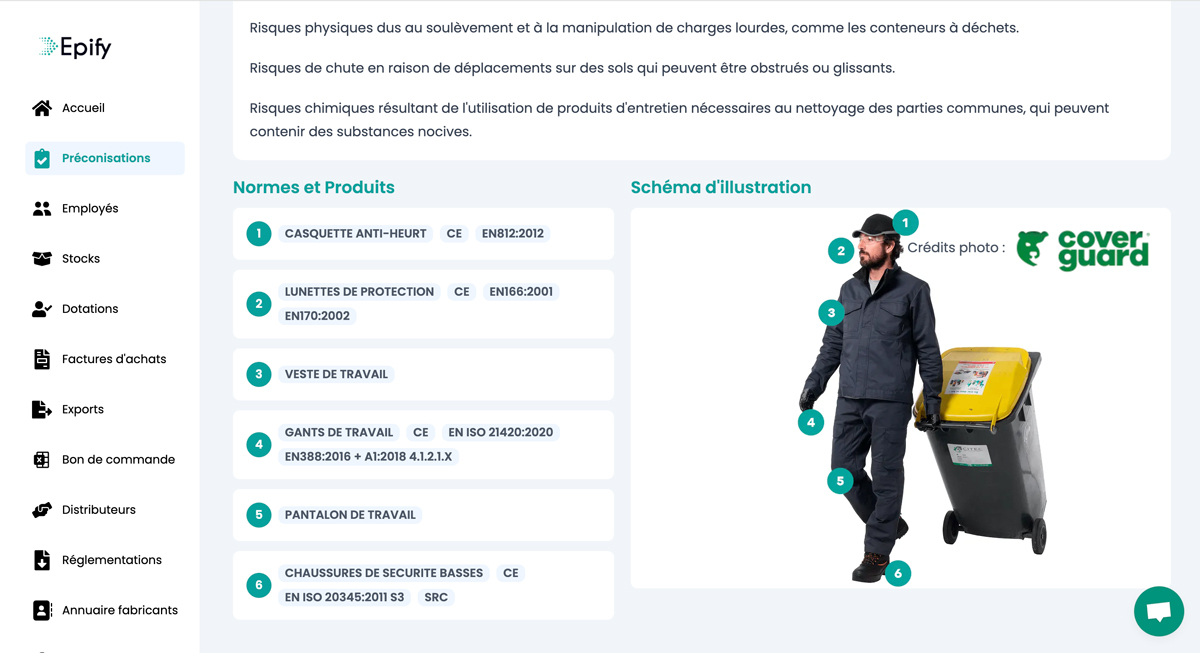 Epify
Accueil
Préconisations
Employés
Stocks
Dotations
Factures d'achats
Exports
Bon de commande
Distributeurs
Réglementations
Annuaire fabricants
Risques physiques dus au soulèvement et à la manipulation de charges lourdes, comme les conteneurs à déchets.
Risques de chute en raison de déplacements sur des sols qui peuvent être obstrués ou glissants.
Risques chimiques résultant de l'utilisation de produits d'entretien nécessaires au nettoyage des parties communes, qui peuvent
contenir des substances nocives.
Normes et Produits
1 CASQUETTE ANTI-HEURT CE EN812:2012
2 LUNETTES DE PROTECTION CE EN166:2001
EN170:2002
3 VESTE DE TRAVAIL
4 GANTS DE TRAVAIL CE EN ISO 21420:2020
EN388:2016 + A1:2018 4.1.2.1.X
5 PANTALON DE TRAVAIL
6 CHAUSSURES DE SECURITE BASSES CE
EN ISO 20345:2011 S3 SRC
Schéma d'illustration
1
2
Crédits photo :
cover
guard
3
4
5
6